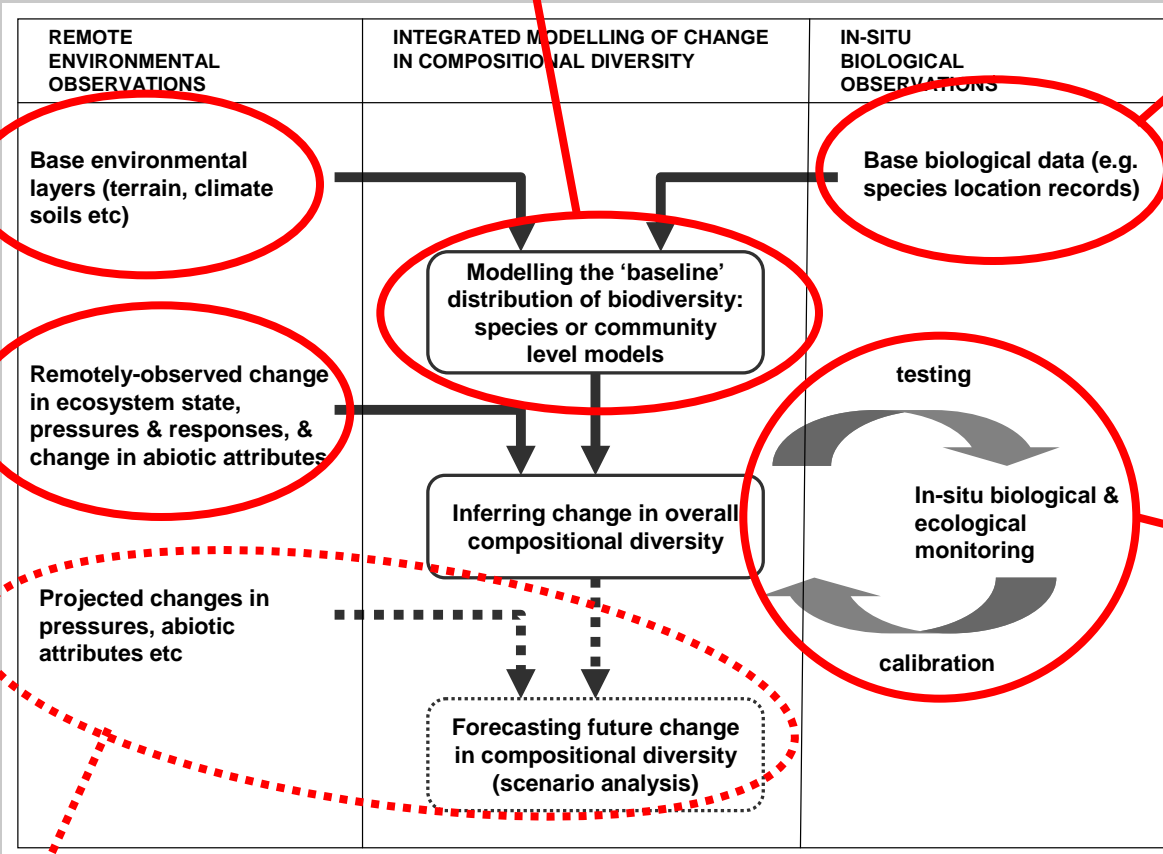 REMOTE
ENVIRONMENTAL
OBSERVATIONS
INTEGRATED MODELLING OF CHANGE
IN COMPOSITIONAL DIVERSITY
IN-SITU
BIOLOGICAL
OBSERVATIONS
Base environmental
layers (terrain, climate
soils etc)
Base biological data (e.g.
species location records)
Modelling the ‘baseline’
distribution of biodiversity:
species or community
level models
Remotely-observed change
in ecosystem state,
pressures & responses, &
change in abiotic attributes
testing
In-situ biological &
ecological
monitoring
calibration
Inferring change in overall
compositional diversity
Projected changes in
pressures, abiotic
attributes etc
Forecasting future change
in compositional diversity
(scenario analysis)